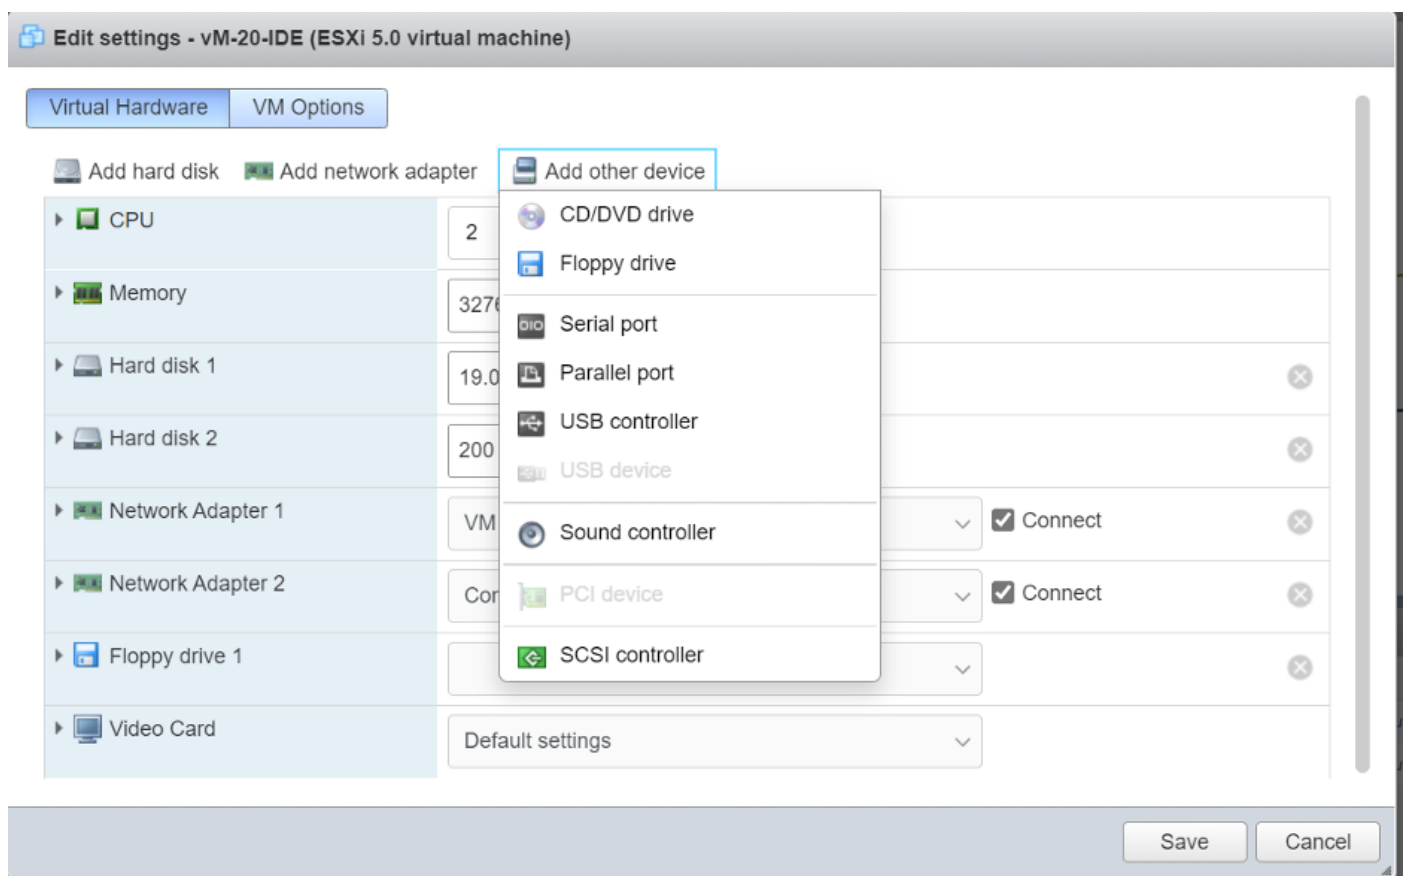 Edit settings - vM-20-IDE (ESXi 5.0 virtual machine)
Virtual Hardware VM Options
Add hard disk Add network adapter Add other device
CPU 2
Memory 3276
Hard disk 1 19.0
Hard disk 2 200
Network Adapter 1 VM Connect
Network Adapter 2 Connect
Floppy drive 1
Video Card Default settings
CD/DVD drive
Floppy drive
Serial port
Parallel port
USB controller
USB device
Sound controller
PCI device
SCSI controller
Save Cancel